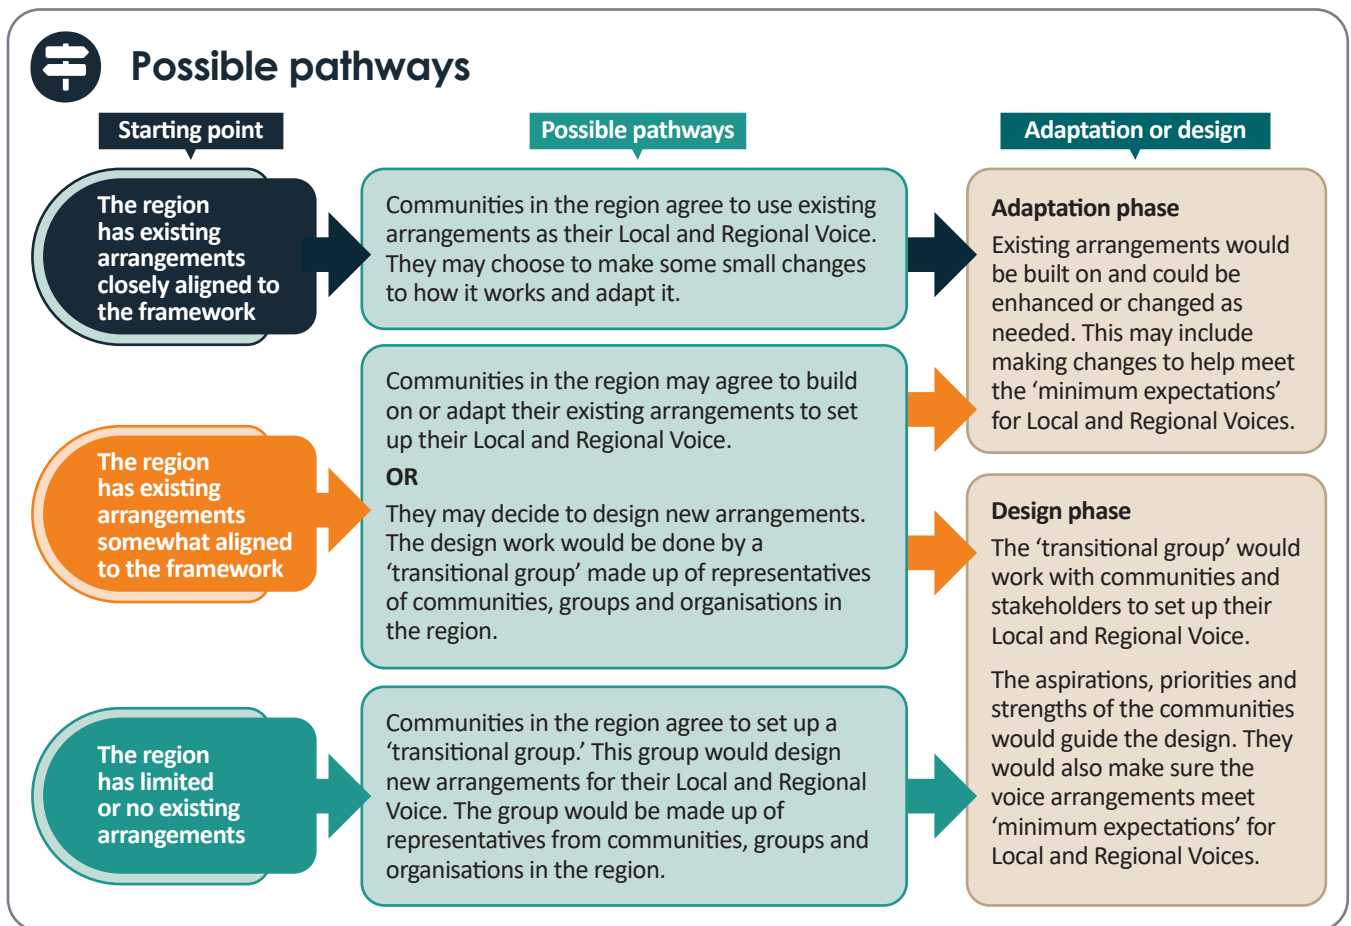 Possible pathways
Starting point
Possible pathways
Adaptation or design
The region
has existing
arrangements
closely aligned to
the framework
Communities in the region agree to use existing
arrangements as their Local and Regional Voice.
They may choose to make some small changes
to how it works and adapt it.
Adaptation phase
Existing arrangements would
be built on and could be
enhanced or changed as
needed. This may include
making changes to help meet
the ‘minimum expectations’
for Local and Regional Voices.
The region
has existing
arrangements
somewhat aligned
to the framework
Communities in the region may agree to build
on or adapt their existing arrangements to set
up their Local and Regional Voice.
OR
They may decide to design new arrangements.
The design work would be done by a
‘transitional group’ made up of representatives
of communities, groups and organisations in
the region.
Design phase
The ‘transitional group’ would
work with communities and
stakeholders to set up their
Local and Regional Voice.
The aspirations, priorities and
strengths of the communities
would guide the design. They
would also make sure the
voice arrangements meet
‘minimum expectations’ for
Local and Regional Voices.
The region
has limited
or no existing
arrangements
Communities in the region agree to set up a
‘transitional group.’ This group would design
new arrangements for their Local and Regional
Voice. The group would be made up of
representatives from communities, groups and
organisations in the region.